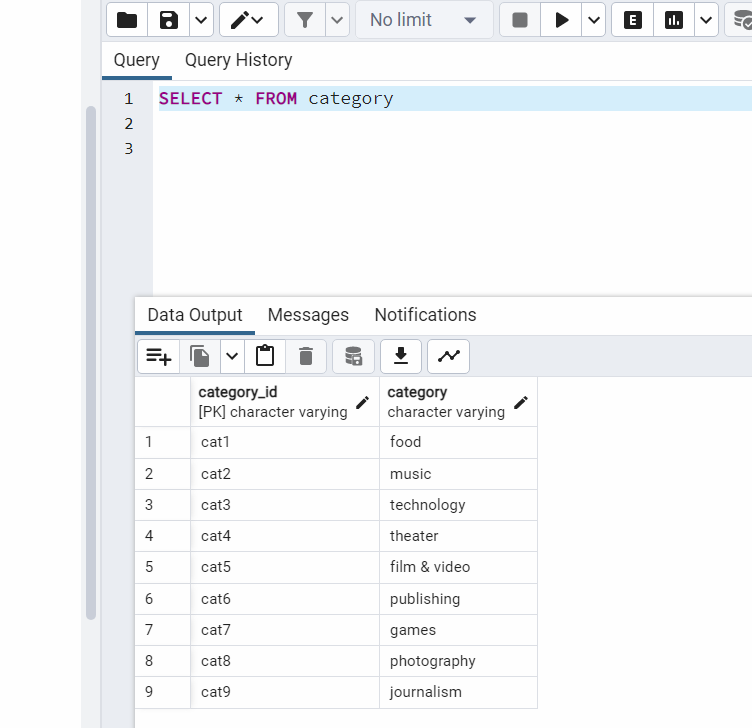 No limit
E
Query Query History
1 SELECT * FROM category
2
3
Data Output Messages Notifications
category_id category
[PK] character varying character varying
1 cat1 food
2 cat2 music
3 cat3 technology
4 cat4 theater
5 cat5 film & video
6 cat6 publishing
7 cat7 games
8 cat8 photography
9 cat9 journalism